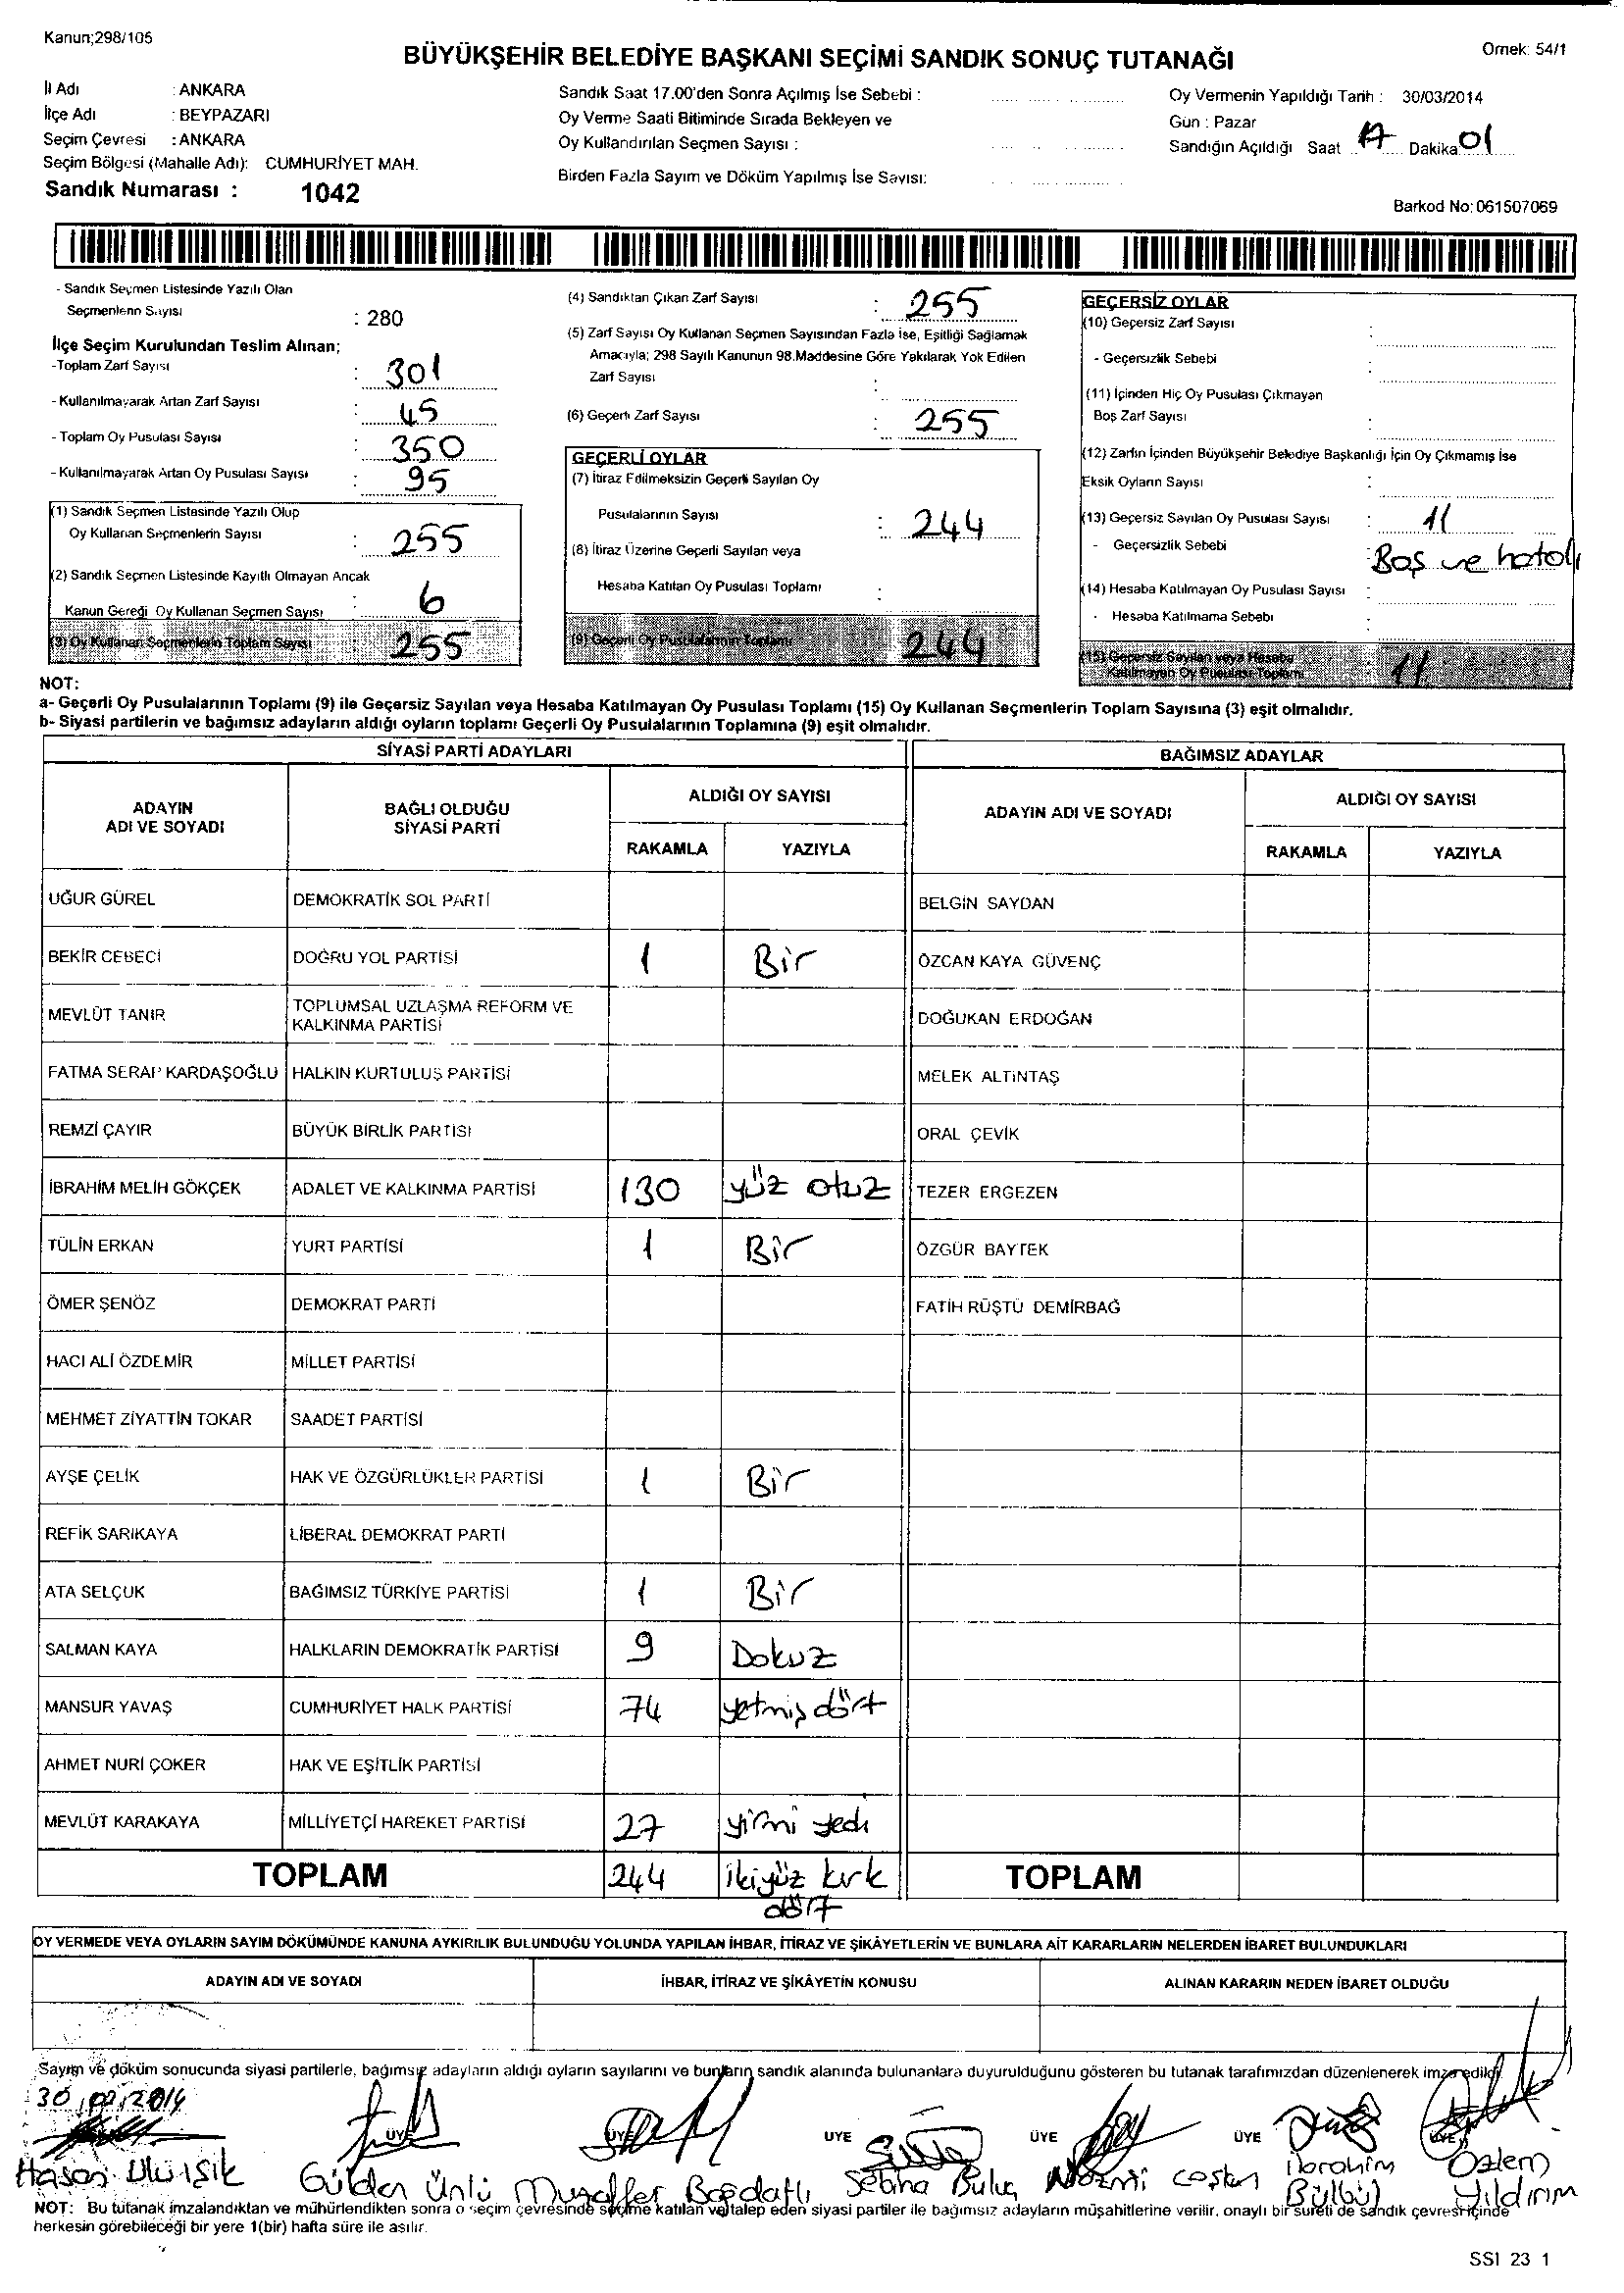 Kanun;298/105
BÜYÜKŞEHİR BELEDİYE BAŞKANI SEÇİMİ SANDIK SONUÇ TUTANAĞI
Örnek: 54/1
İl Adı : ANKARA
İlçe Adı : BEYPAZARI
Seçim Çevresi : ANKARA
Seçim Bölgesi (Mahalle Adı): CUMHURİYET MAH.
Sandık Numarası : 1042
Sandık Saat 17.00'den Sonra Açılmış İse Sebebi :
Oy Verme Saati Bitiminde Sırada Bekleyen ve
Oy Kullandırılan Seçmen Sayısı :
Birden Fazla Sayım ve Döküm Yapılmış İse Sayısı:
Oy Vermenin Yapıldığı Tarih : 30/03/2014
Gün : Pazar
Sandığın Açıldığı Saat 17 Dakika 01
Barkod No: 061507069
- Sandık Seçmen Listesinde Yazılı Olan
Seçmenlerin Sayısı : 280
İlçe Seçim Kurulundan Teslim Alınan;
-Toplam Zarf Sayısı : 301
- Kullanılmayarak Artan Zarf Sayısı : 45
- Toplam Oy Pusulası Sayısı : 350
- Kullanılmayarak Artan Oy Pusulası Sayısı : 95
(1) Sandık Seçmen Listesinde Yazılı Olup
Oy Kullanan Seçmenlerin Sayısı : 255
(2) Sandık Seçmen Listesinde Kayıtlı Olmayan Ancak
Kanun Gereği Oy Kullanan Seçmen Sayısı : 6
(3) Oy Kullanan Seçmenlerin Toplam Sayısı 255
(4) Sandıktan Çıkan Zarf Sayısı : 255
(5) Zarf Sayısı Oy Kullanan Seçmen Sayısından Fazla İse, Eşitliği Sağlamak
Amacıyla; 298 Sayılı Kanunun 98.Maddesine Göre Yakılarak Yok Edilen
Zarf Sayısı :
(6) Geçerli Zarf Sayısı : 255
GEÇERLİ OYLAR
(7) İtiraz Edilmeksizin Geçerli Sayılan Oy
Pusulalarının Sayısı : 244
(8) İtiraz Üzerine Geçerli Sayılan veya
Hesaba Katılan Oy Pusulası Toplamı :
(9) Geçerli Oy Pusulalarının Toplamı 244
GEÇERSİZ OYLAR
(10) Geçersiz Zarf Sayısı :
- Geçersizlik Sebebi :
(11) İçinden Hiç Oy Pusulası Çıkmayan
Boş Zarf Sayısı :
(12) Zarfın İçinden Büyükşehir Belediye Başkanlığı İçin Oy Çıkmamış İse
Eksik Oyların Sayısı :
(13) Geçersiz Sayılan Oy Pusulası Sayısı : 11
- Geçersizlik Sebebi : Boş ve hatalı
(14) Hesaba Katılmayan Oy Pusulası Sayısı :
- Hesaba Katılmama Sebebi :
(15) Geçersiz Sayılan veya Hesaba
Katılmayan Oy Pusulası Toplamı 11
NOT:
a- Geçerli Oy Pusulalarının Toplamı (9) ile Geçersiz Sayılan veya Hesaba Katılmayan Oy Pusulası Toplamı (15) Oy Kullanan Seçmenlerin Toplam Sayısına (3) eşit olmalıdır.
b- Siyasi partilerin ve bağımsız adayların aldığı oyların toplamı Geçerli Oy Pusulalarının Toplamına (9) eşit olmalıdır.
SİYASİ PARTİ ADAYLARI
ADAYIN ADI VE SOYADI BAĞLI OLDUĞU SİYASİ PARTİ ALDIĞI OY SAYISI
RAKAMLA YAZIYLA
UĞUR GÜREL DEMOKRATİK SOL PARTİ
BEKİR CEBECİ DOĞRU YOL PARTİSİ 1 Bir
MEVLÜT TANIR TOPLUMSAL UZLAŞMA REFORM VE KALKINMA PARTİSİ
FATMA SERAP KARDAŞOĞLU HALKIN KURTULUŞ PARTİSİ
REMZİ ÇAYIR BÜYÜK BİRLİK PARTİSİ
İBRAHİM MELİH GÖKÇEK ADALET VE KALKINMA PARTİSİ 130 yüz otuz
TÜLİN ERKAN YURT PARTİSİ 1 Bir
ÖMER ŞENÖZ DEMOKRAT PARTİ
HACI ALİ ÖZDEMİR MİLLET PARTİSİ
MEHMET ZİYATTİN TOKAR SAADET PARTİSİ
AYŞE ÇELİK HAK VE ÖZGÜRLÜKLER PARTİSİ 1 Bir
REFİK SARIKAYA LİBERAL DEMOKRAT PARTİ
ATA SELÇUK BAĞIMSIZ TÜRKİYE PARTİSİ 1 Bir
SALMAN KAYA HALKLARIN DEMOKRATİK PARTİSİ 9 Dokuz
MANSUR YAVAŞ CUMHURİYET HALK PARTİSİ 74 yetmiş dört
AHMET NURİ ÇOKER HAK VE EŞİTLİK PARTİSİ
MEVLÜT KARAKAYA MİLLİYETÇİ HAREKET PARTİSİ 27 yirmi yedi
TOPLAM 244 ikiyüz kırk dört
BAĞIMSIZ ADAYLAR
ADAYIN ADI VE SOYADI ALDIĞI OY SAYISI
RAKAMLA YAZIYLA
BELGİN SAYDAN
ÖZCAN KAYA GÜVENÇ
DOĞUKAN ERDOĞAN
MELEK ALTINTAŞ
ORAL ÇEVİK
TEZER ERGEZEN
ÖZGÜR BAYTEK
FATİH RÜŞTÜ DEMİRBAĞ
TOPLAM
OY VERMEDE VEYA OYLARIN SAYIM DÖKÜMÜNDE KANUNA AYKIRILIK BULUNDUĞU YOLUNDA YAPILAN İHBAR, İTİRAZ VE ŞİKÂYETLERİN VE BUNLARA AİT KARARLARIN NELERDEN İBARET BULUNDUKLARI
ADAYIN ADI VE SOYADI İHBAR, İTİRAZ VE ŞİKÂYETİN KONUSU ALINAN KARARIN NEDEN İBARET OLDUĞU
Sayım ve döküm sonucunda siyasi partilerle, bağımsız adayların aldığı oyların sayılarını ve bunların sandık alanında bulunanlara duyurulduğunu gösteren bu tutanak tarafımızdan düzenlenerek imza edildi.
ÜYE ÜYE ÜYE ÜYE ÜYE ÜYE
Hasan Gülden Ünlü Muzaffer Bağdatlı İbrahim Bülbül Özlem Yıldırım
NOT: Bu tutanak imzalandıktan ve mühürlendikten sonra o seçim çevresinde seçime katılan ve talep eden siyasi partiler ile bağımsız adayların müşahitlerine verilir, onaylı bir sureti de sandık çevresi içinde
herkesin görebileceği bir yere 1(bir) hafta süre ile asılır.
SSI 23 1